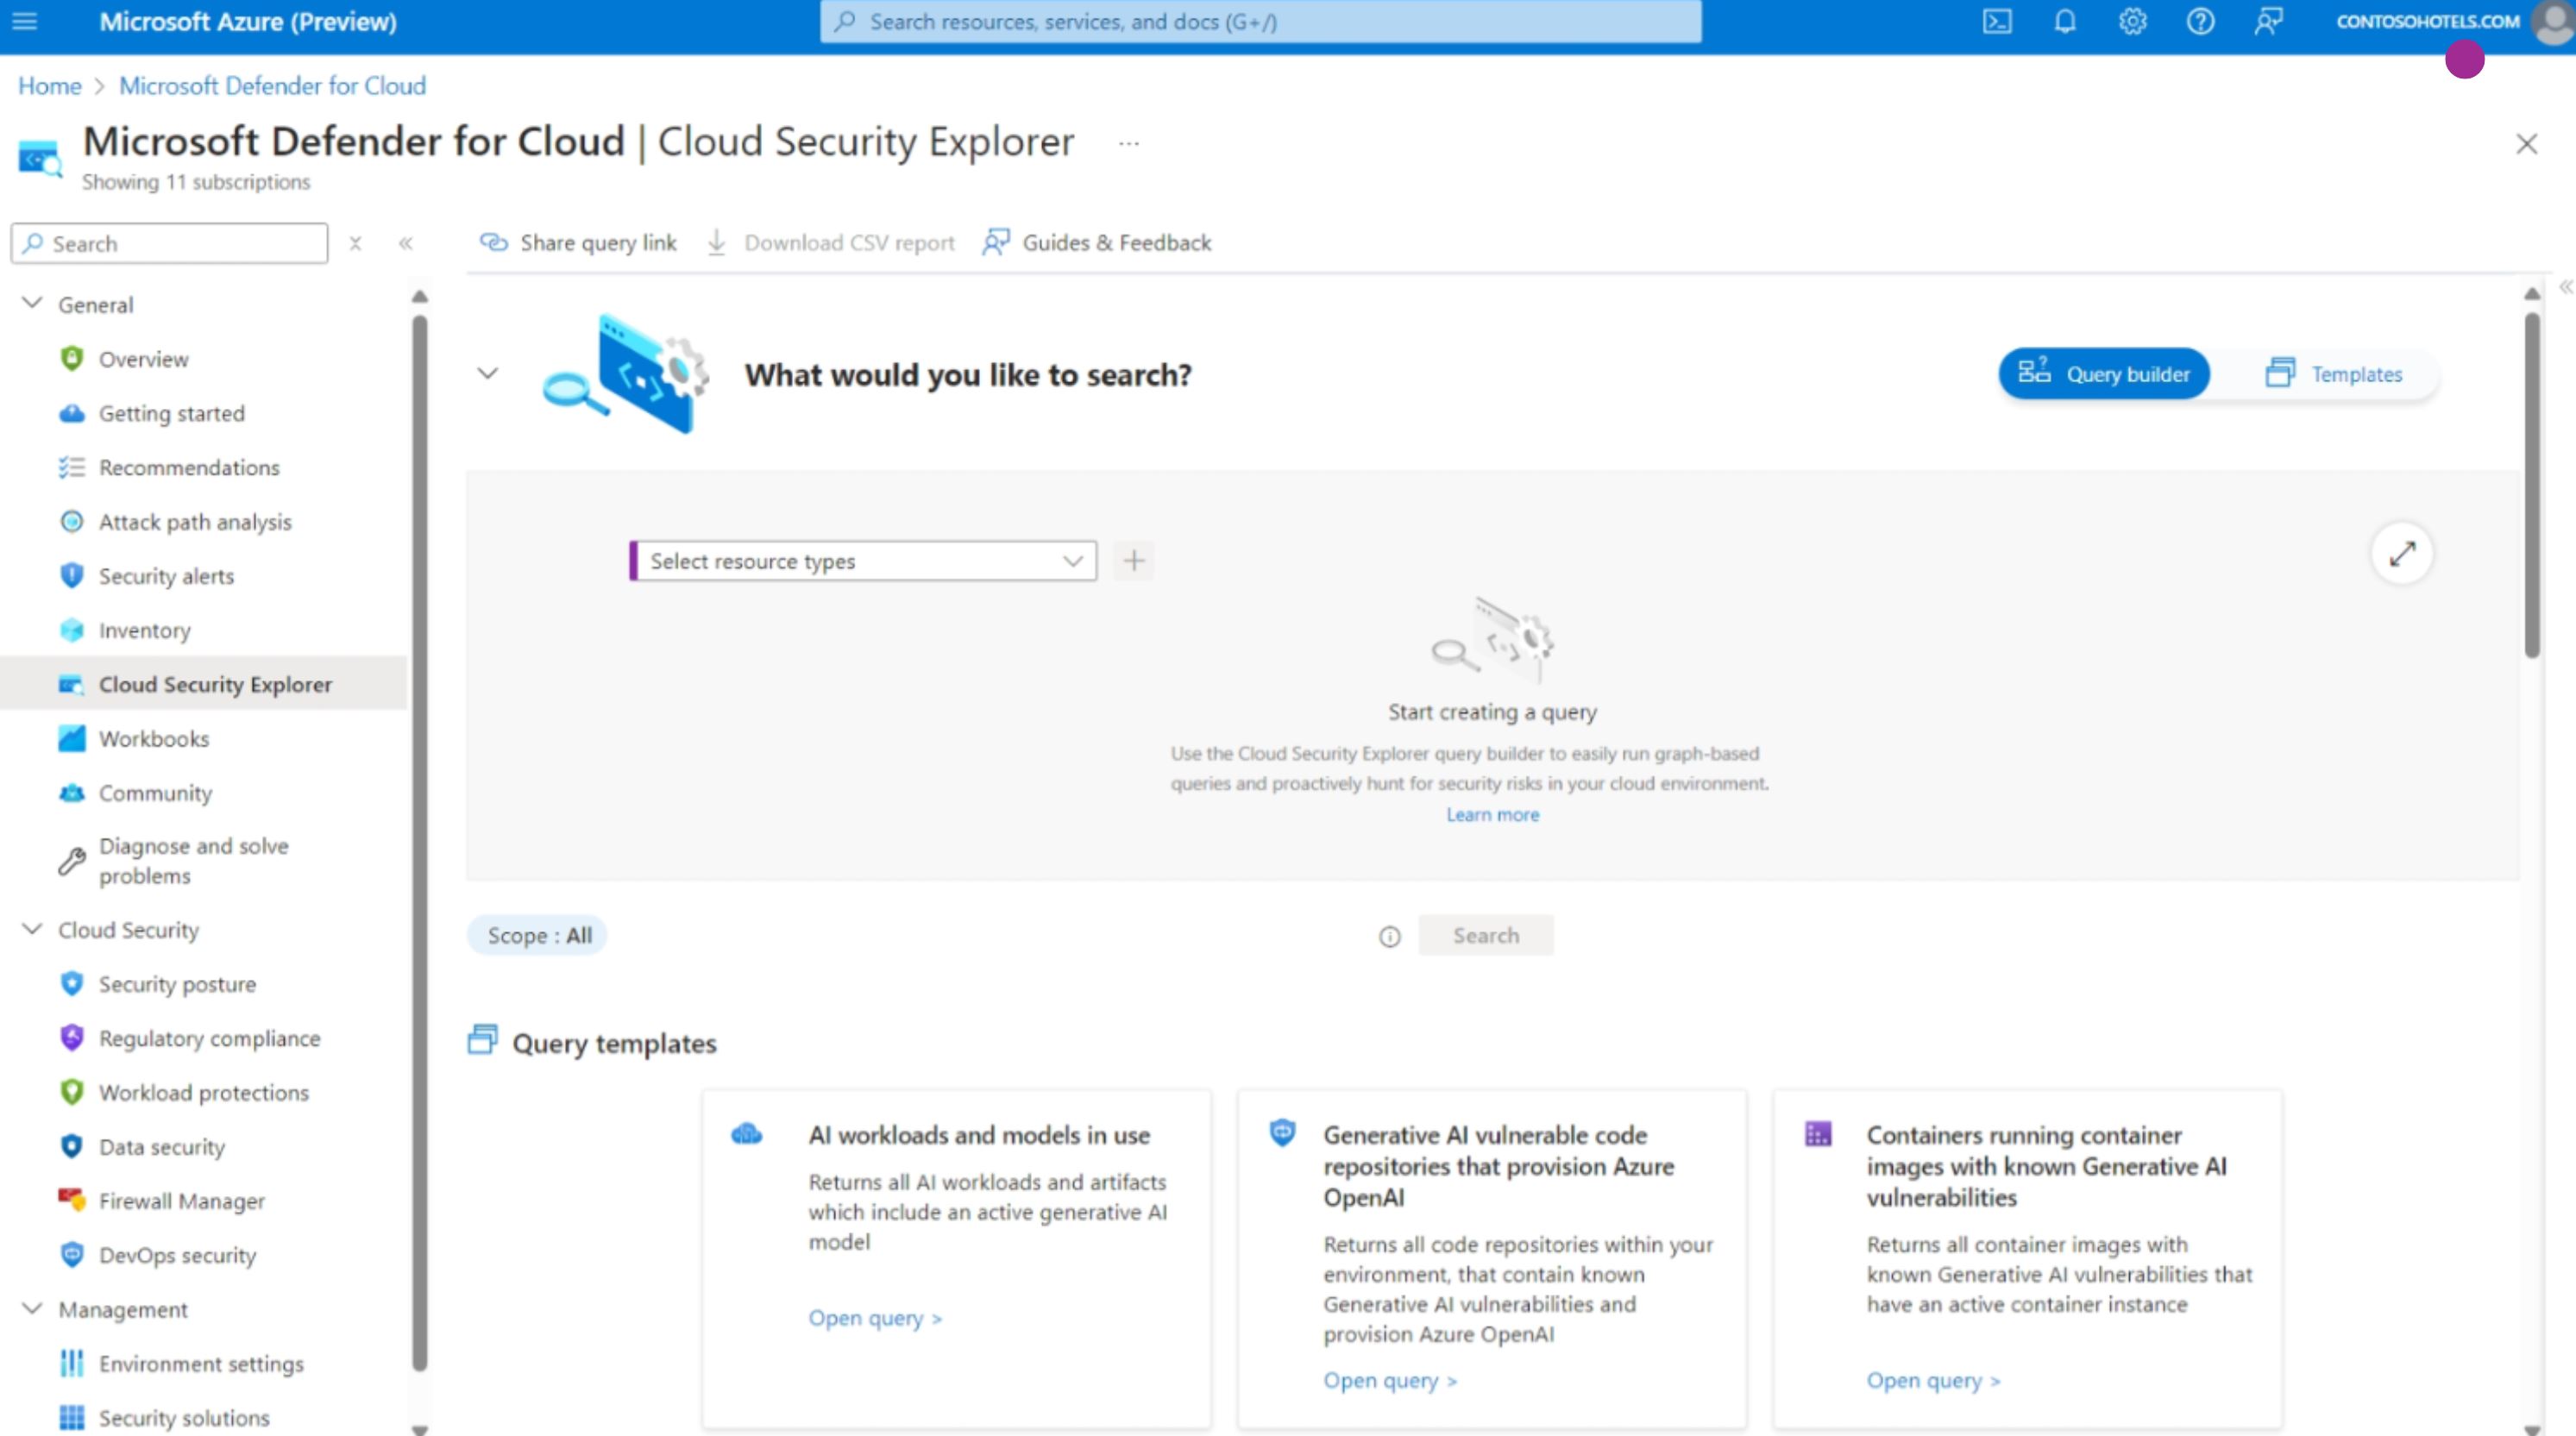 Microsoft Azure (Preview)
Search resources, services, and docs (G+/)
CONTOSOHOTELS.COM
Home > Microsoft Defender for Cloud
Microsoft Defender for Cloud | Cloud Security Explorer ...
Showing 11 subscriptions
Search
Share query link
Download CSV report
Guides & Feedback
General
Overview
Getting started
Recommendations
Attack path analysis
Security alerts
Inventory
Cloud Security Explorer
Workbooks
Community
Diagnose and solve
problems
Cloud Security
Security posture
Regulatory compliance
Workload protections
Data security
Firewall Manager
DevOps security
Management
Environment settings
Security solutions
What would you like to search?
Query builder
Templates
Select resource types
Start creating a query
Use the Cloud Security Explorer query builder to easily run graph-based
queries and proactively hunt for security risks in your cloud environment.
Learn more
Scope : All
Search
Query templates
AI workloads and models in use
Returns all AI workloads and artifacts
which include an active generative AI
model
Open query >
Generative AI vulnerable code
repositories that provision Azure
OpenAI
Returns all code repositories within your
environment, that contain known
Generative AI vulnerabilities and
provision Azure OpenAI
Open query >
Containers running container
images with known Generative AI
vulnerabilities
Returns all container images with
known Generative AI vulnerabilities that
have an active container instance
Open query >